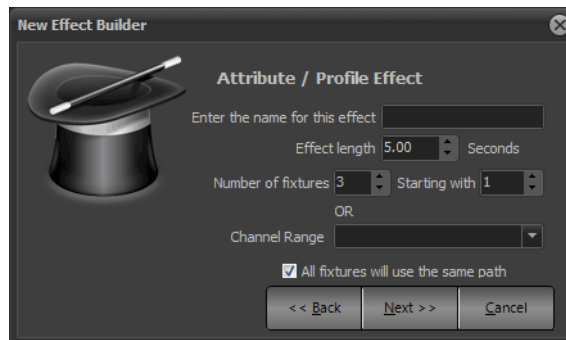 New Effect Builder
Attribute / Profile Effect
Enter the name for this effect
Effect length 5.00 Seconds
Number of fixtures 3 Starting with 1
OR
Channel Range
All fixtures will use the same path
<< Back Next >> Cancel